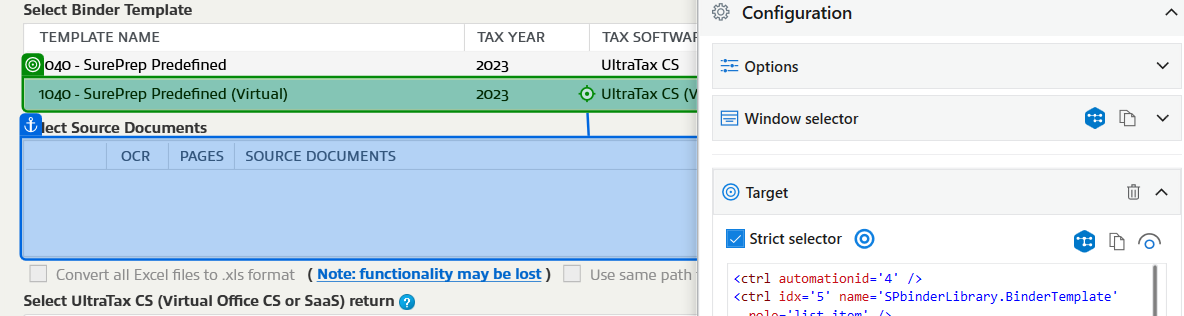 Select Binder Template
TEMPLATE NAME TAX YEAR TAX SOFTWAR
040 - SurePrep Predefined 2023 UltraTax CS
1040 - SurePrep Predefined (Virtual) 2023 UltraTax CS (V
lect Source Documents
OCR PAGES SOURCE DOCUMENTS
Convert all Excel files to .xls format ( Note: functionality may be lost ) Use same path
Select UltraTax CS (Virtual Office CS or SaaS) return ?
Configuration
Options
Window selector
Target
Strict selector
<ctrl automationid='4' />
<ctrl idx='5' name='SPbinderLibrary.BinderTemplate'
role='list item' />